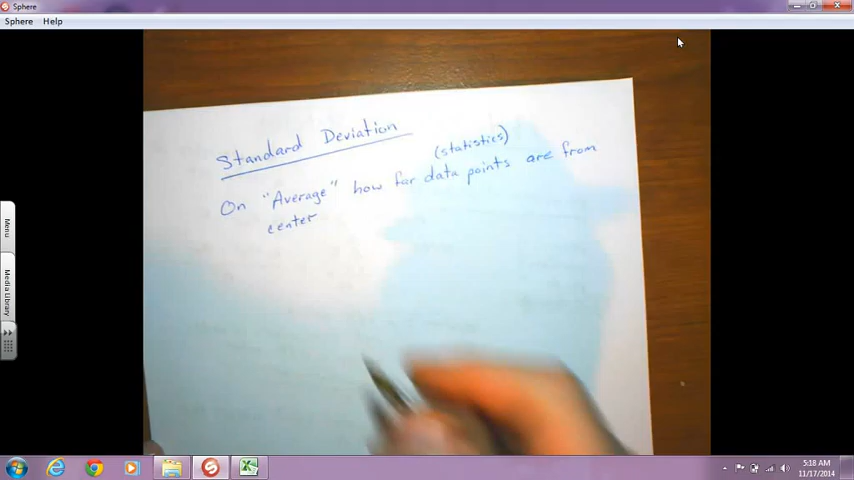 Sphere
Sphere Help
Standard Deviation
(statistics)
On "Average" how far data points are from
center
Menu
Media Library
5:18 AM
11/17/2014